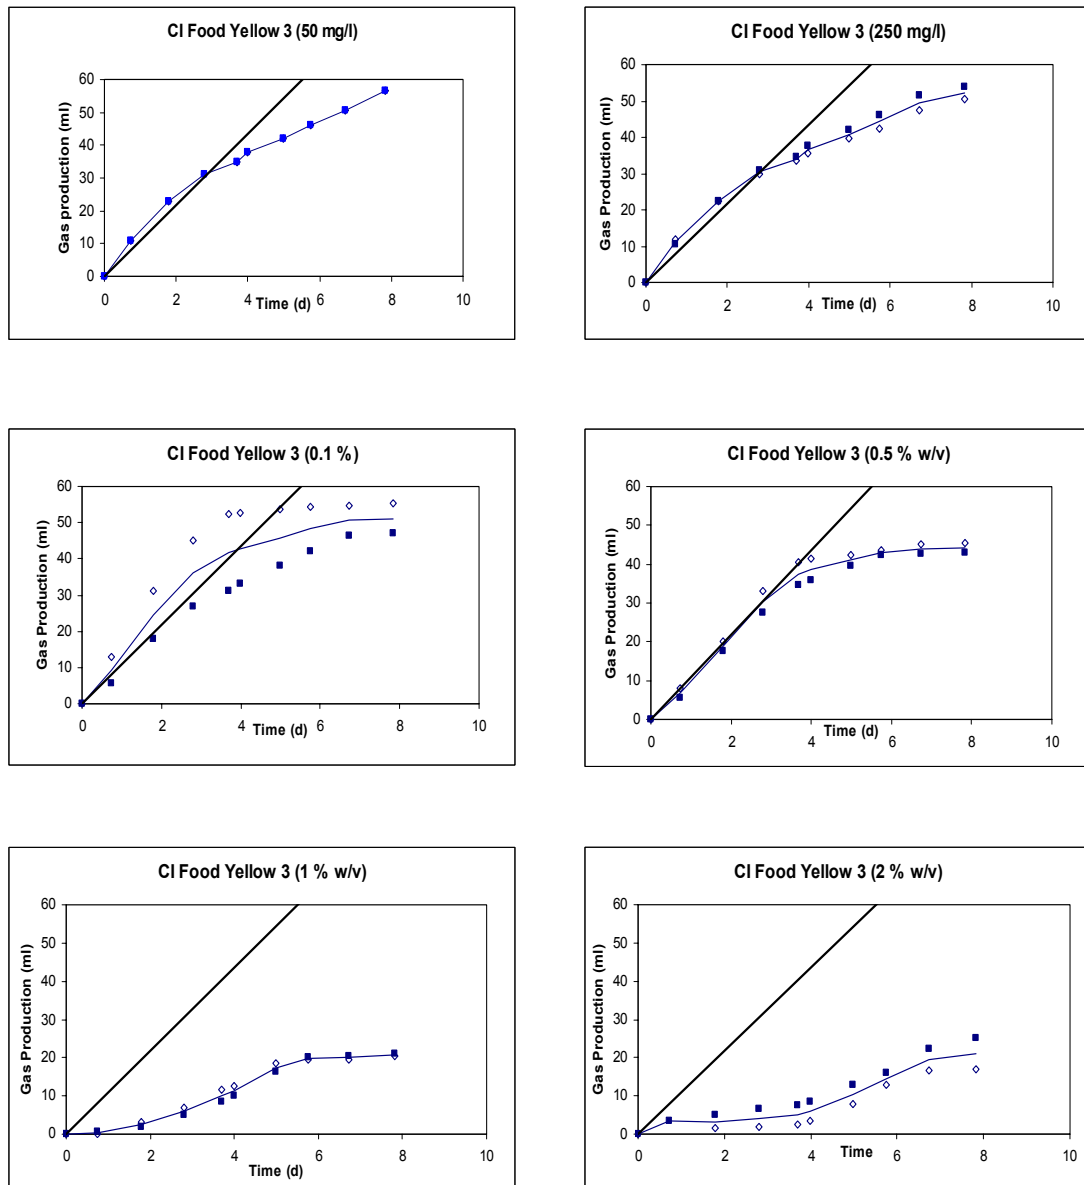 CI Food Yellow 3 (50 mg/l)
Gas production (ml)
60
50
40
30
20
10
0
0 2 4 6 8 10
Time (d)
CI Food Yellow 3 (250 mg/l)
Gas Production (ml)
60
50
40
30
20
10
0
0 2 4 6 8 10
Time (d)
CI Food Yellow 3 (0.1 %)
Gas Production (ml)
60
50
40
30
20
10
0
0 2 4 6 8 10
Time (d)
CI Food Yellow 3 (0.5 % w/v)
Gas Production (ml)
60
50
40
30
20
10
0
0 2 4 6 8 10
Time (d)
CI Food Yellow 3 (1 % w/v)
Gas Production (ml)
60
50
40
30
20
10
0
0 2 4 6 8 10
Time (d)
CI Food Yellow 3 (2 % w/v)
Gas Production (ml)
60
50
40
30
20
10
0
0 2 4 6 8 10
Time